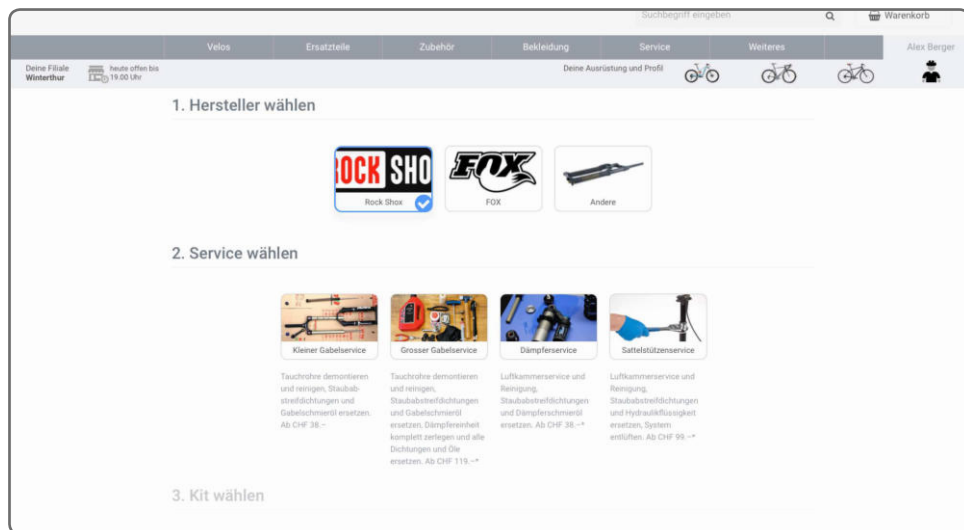 Suchbegriff eingeben
Warenkorb
Velos Ersatzteile Zubehör Bekleidung Service Weiteres Alex Berger
Deine Filiale
Winterthur
heute offen bis
19.00 Uhr
Deine Ausrüstung und Profil
1. Hersteller wählen
ROCK SHO
Rock Shox
FOX
FOX
Andere
2. Service wählen
Kleiner Gabelservice
Tauchrohre demontieren
und reinigen, Staubab-
streifdichtungen und
Gabelschmieröl ersetzen.
Ab CHF 38.–
Grosser Gabelservice
Tauchrohre demontieren
und reinigen,
Staubabstreifdichtungen
und Gabelschmieröl
ersetzen, Dämpfereinheit
komplett zerlegen und alle
Dichtungen und Öle
ersetzen. Ab CHF 119.–*
Dämpferservice
Luftkammerservice und
Reinigung,
Staubabstreifdichtungen
und Dämpferschmieröl
ersetzen. Ab CHF 38.–*
Sattelstützenservice
Luftkammerservice und
Reinigung,
Staubabstreifdichtungen
und Hydraulikflüssigkeit
ersetzen, System
entlüften. Ab CHF 99.–*
3. Kit wählen